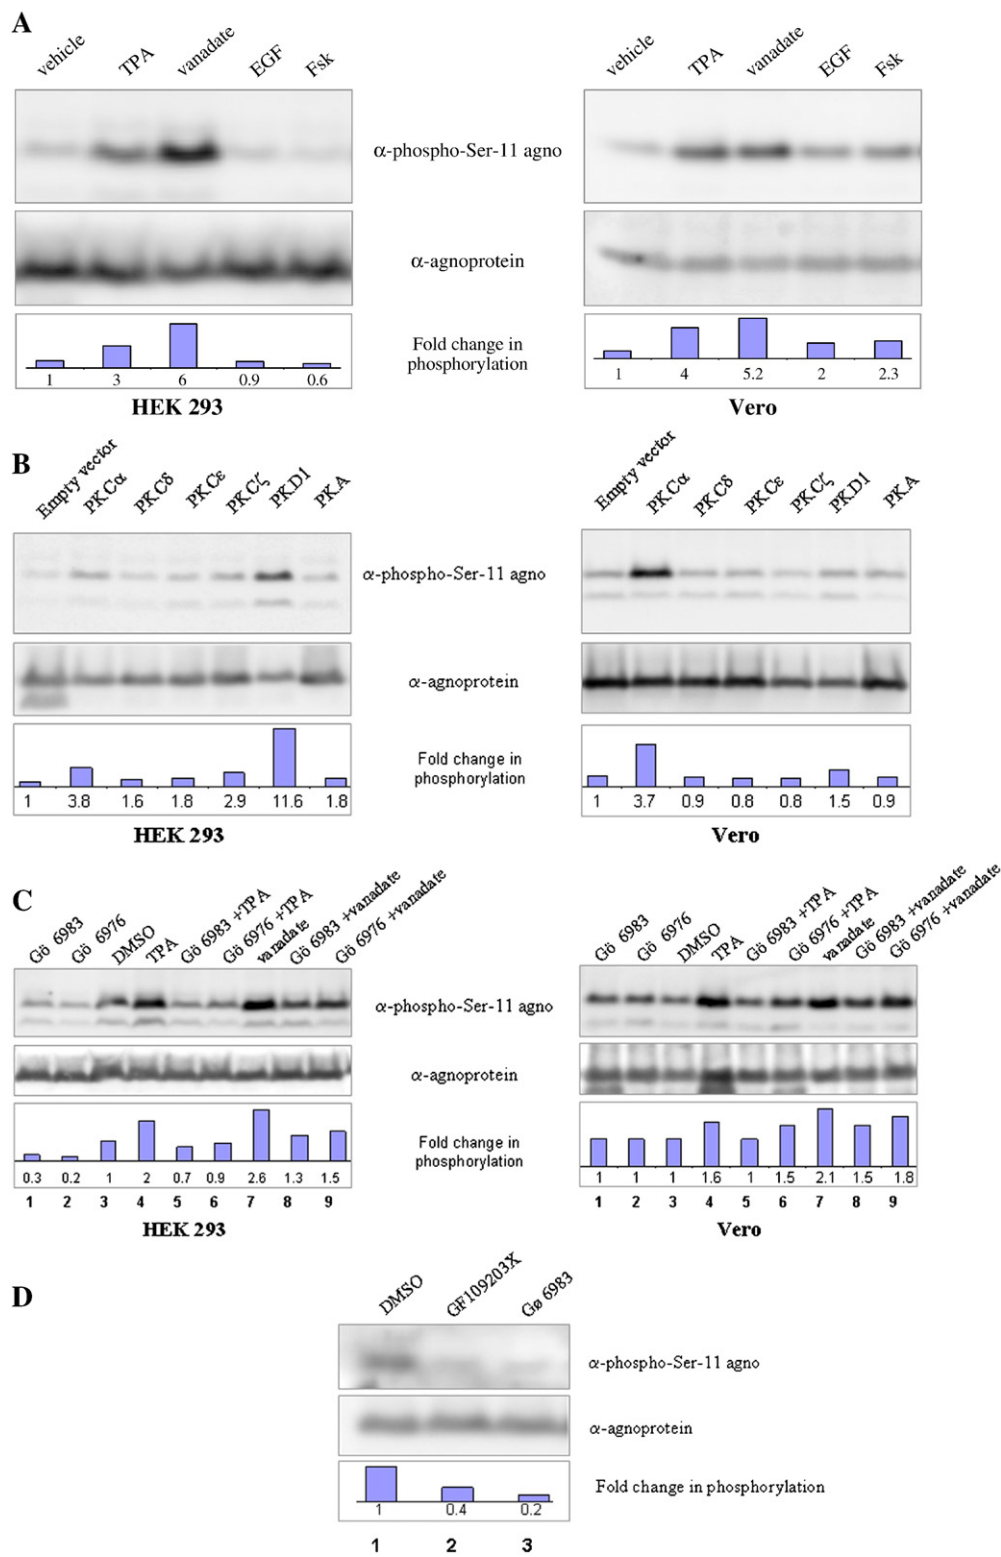 A
vehicle TPA vanadate EGF Fsk
vehicle TPA vanadate EGF Fsk
α-phospho-Ser-11 agno
α-agnoprotein
Fold change in
phosphorylation
1 3 6 0.9 0.6
1 4 5.2 2 2.3
HEK 293
Vero
B
Empty vector PKCα PKCδ PKCε PKCζ PKD1 PKA
Empty vector PKCα PKCδ PKCε PKCζ PKD1 PKA
α-phospho-Ser-11 agno
α-agnoprotein
Fold change in
phosphorylation
1 3.8 1.6 1.8 2.9 11.6 1.8
1 3.7 0.9 0.8 0.8 1.5 0.9
HEK 293
Vero
C
Gö 6983 Gö 6976 DMSO TPA Gö 6983 +TPA Gö 6976 +TPA vanadate Gö 6983 +vanadate Gö 6976 +vanadate
Gö 6983 Gö 6976 DMSO TPA Gö 6983 +TPA Gö 6976 +TPA vanadate Gö 6983 +vanadate Gö 6976 +vanadate
α-phospho-Ser-11 agno
α-agnoprotein
Fold change in
phosphorylation
0.3 0.2 1 2 0.7 0.9 2.6 1.3 1.5
1 1 1 1.6 1 1.5 2.1 1.5 1.8
1 2 3 4 5 6 7 8 9
1 2 3 4 5 6 7 8 9
HEK 293
Vero
D
DMSO GF109203X Gø 6983
α-phospho-Ser-11 agno
α-agnoprotein
Fold change in phosphorylation
1 0.4 0.2
1 2 3